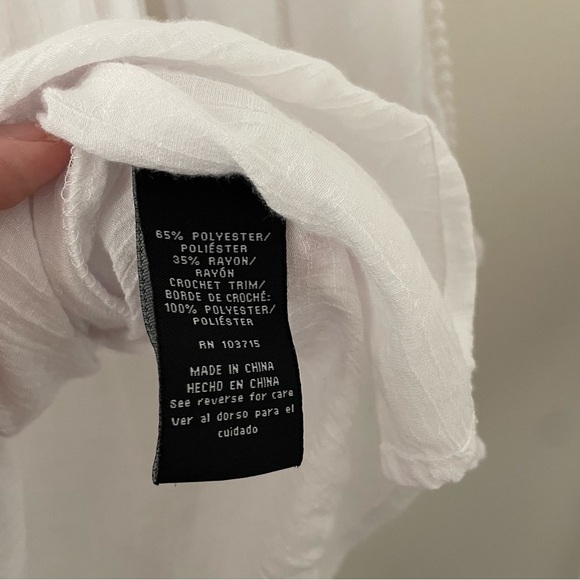 65% POLYESTER/
POLIÉSTER
35% RAYON/
RAYÓN
CROCHET TRIM/
BORDE DE CROCHÉ:
100% POLYESTER/
POLIÉSTER
RN 103715
MADE IN CHINA
HECHO EN CHINA
See reverse for care
Ver al dorso para el
cuidado